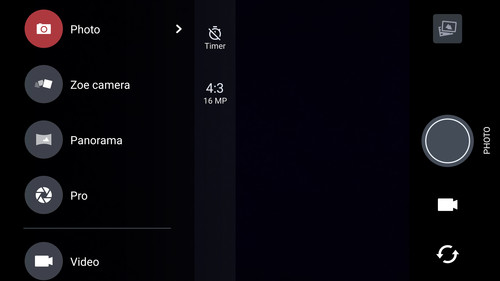 Photo
Zoe camera
Panorama
Pro
Video
Timer
4:3
16 MP
PHOTO